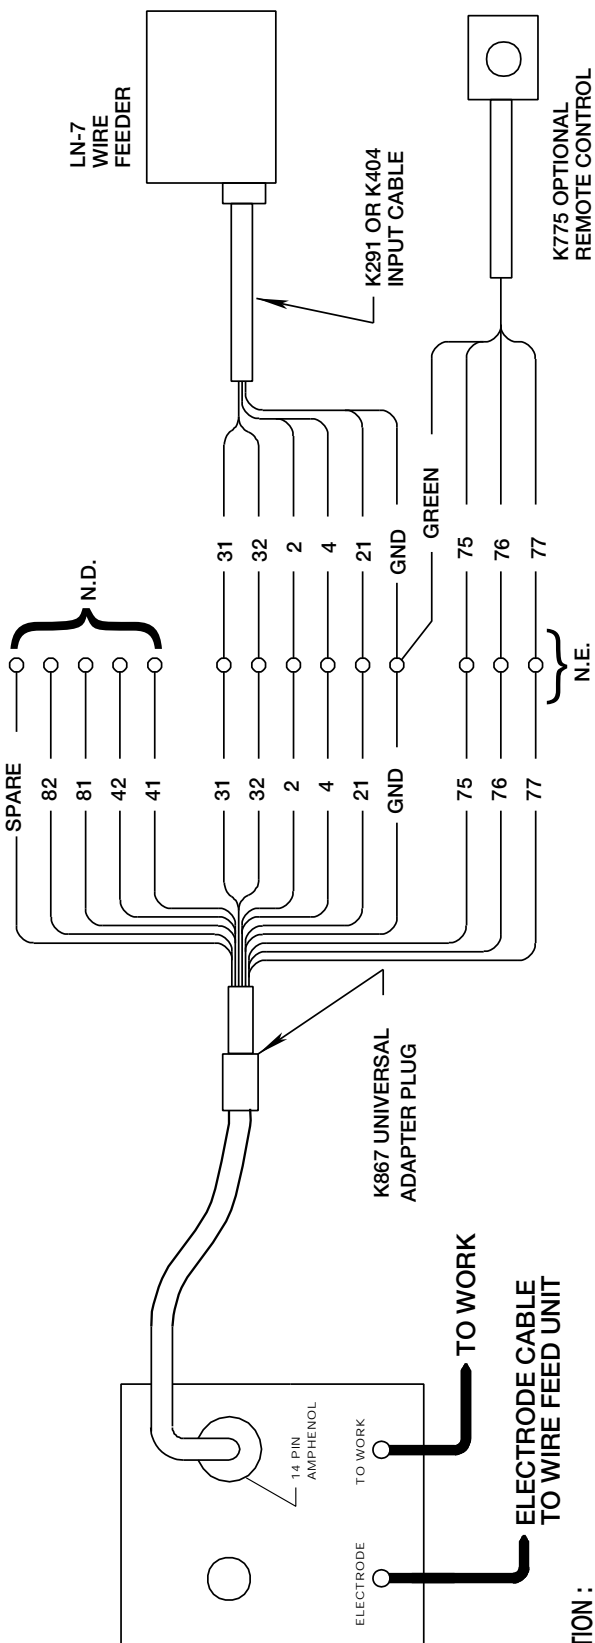 LN-7
WIRE
FEEDER
K291 OR K404
INPUT CABLE
K775 OPTIONAL
REMOTE CONTROL
N.D.
31
32
2
4
21
GND
GREEN
75
76
77
N.E.
SPARE
82
81
42
41
31
32
2
4
21
GND
75
76
77
K867 UNIVERSAL
ADAPTER PLUG
14 PIN
AMPHENOL
TO WORK
ELECTRODE
TO WORK
ELECTRODE CABLE
TO WIRE FEED UNIT
TION :